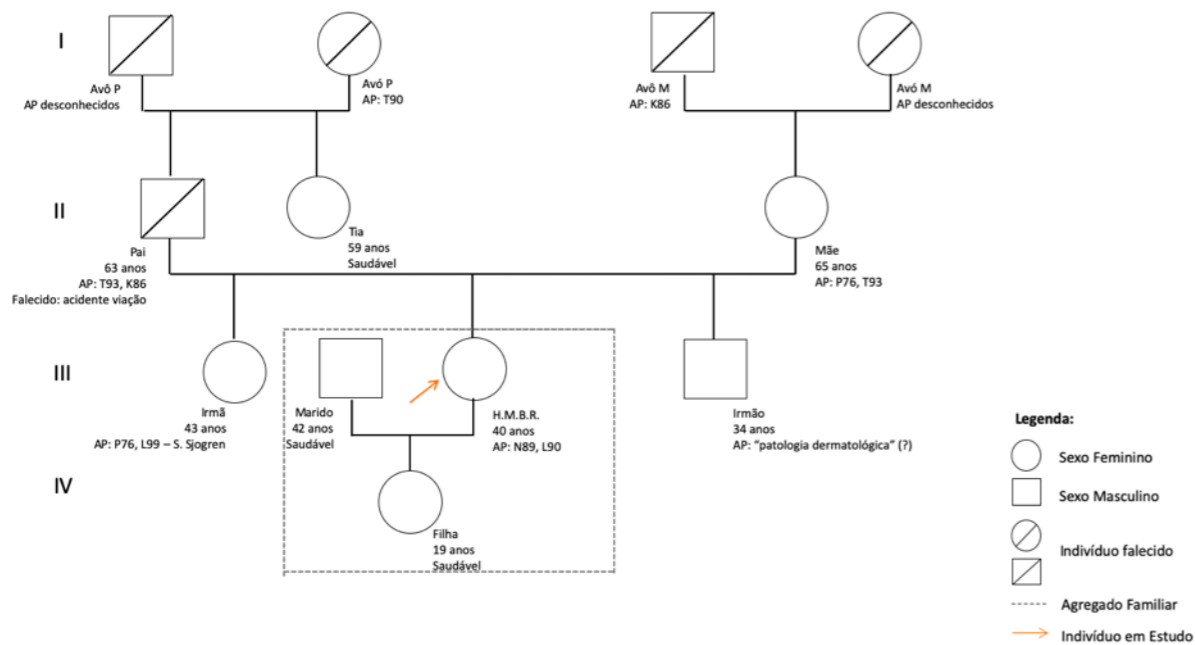 I
Avô P
AP desconhecidos
Avó P
AP: T90
Avô M
AP: K86
Avó M
AP desconhecidos
II
Pai
63 anos
AP: T93, K86
Falecido: acidente viação
Tia
59 anos
Saudável
Mãe
65 anos
AP: P76, T93
III
Irmã
43 anos
AP: P76, L99 – S. Sjogren
Marido
42 anos
Saudável
H.M.B.R.
40 anos
AP: N89, L90
Irmão
34 anos
AP: “patologia dermatológica” (?)
IV
Filha
19 anos
Saudável
Legenda:
Sexo Feminino
Sexo Masculino
Indivíduo falecido
Agregado Familiar
Indivíduo em Estudo